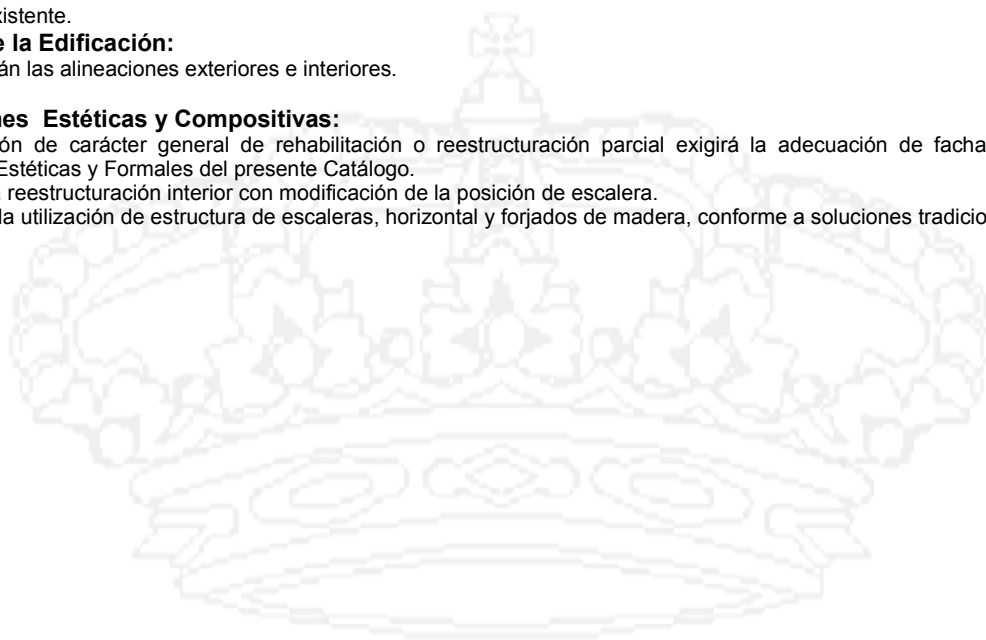 xistente.
e la Edificación:
án las alineaciones exteriores e interiores.
nes Estéticas y Compositivas:
ón de carácter general de rehabilitación o reestructuración parcial exigirá la adecuación de facha
Estéticas y Formales del presente Catálogo.
reestructuración interior con modificación de la posición de escalera.
la utilización de estructura de escaleras, horizontal y forjados de madera, conforme a soluciones tradicio